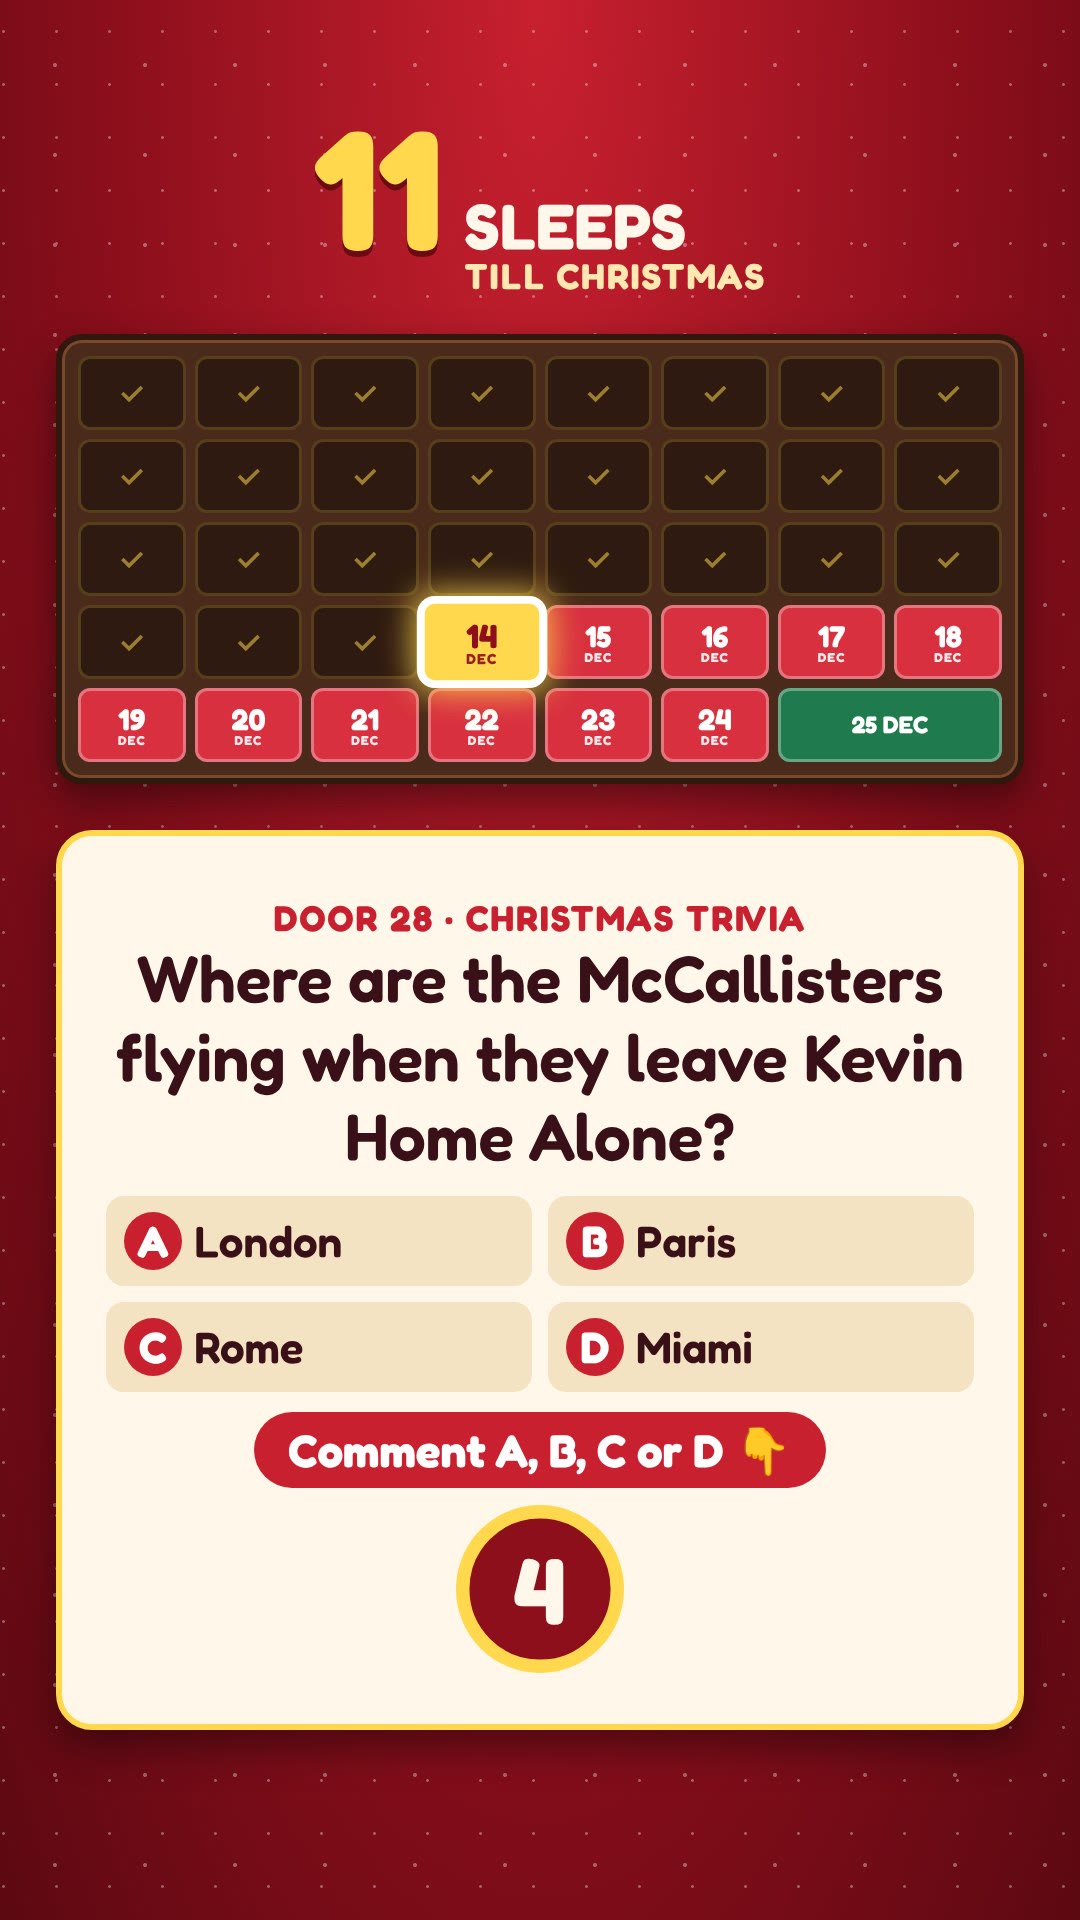 11 SLEEPS
TILL CHRISTMAS
14 DEC
15 DEC
16 DEC
17 DEC
18 DEC
19 DEC
20 DEC
21 DEC
22 DEC
23 DEC
24 DEC
25 DEC
DOOR 28 · CHRISTMAS TRIVIA
Where are the McCallisters
flying when they leave Kevin
Home Alone?
A London
B Paris
C Rome
D Miami
Comment A, B, C or D 👇
4